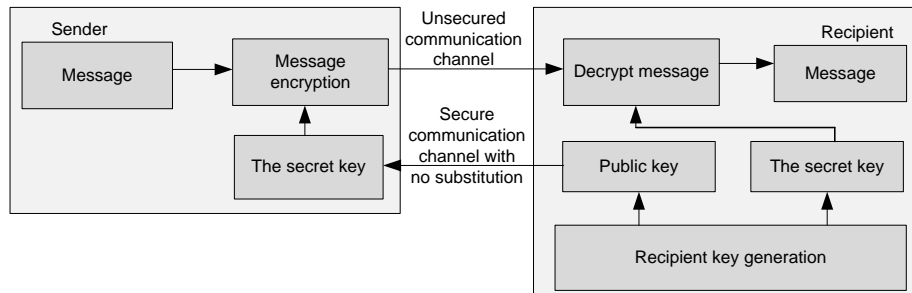 Sender
Message
Message
encryption
The secret key
Unsecured
communication
channel
Secure
communication
channel with
no substitution
Recipient
Decrypt message
Message
Public key
The secret key
Recipient key generation